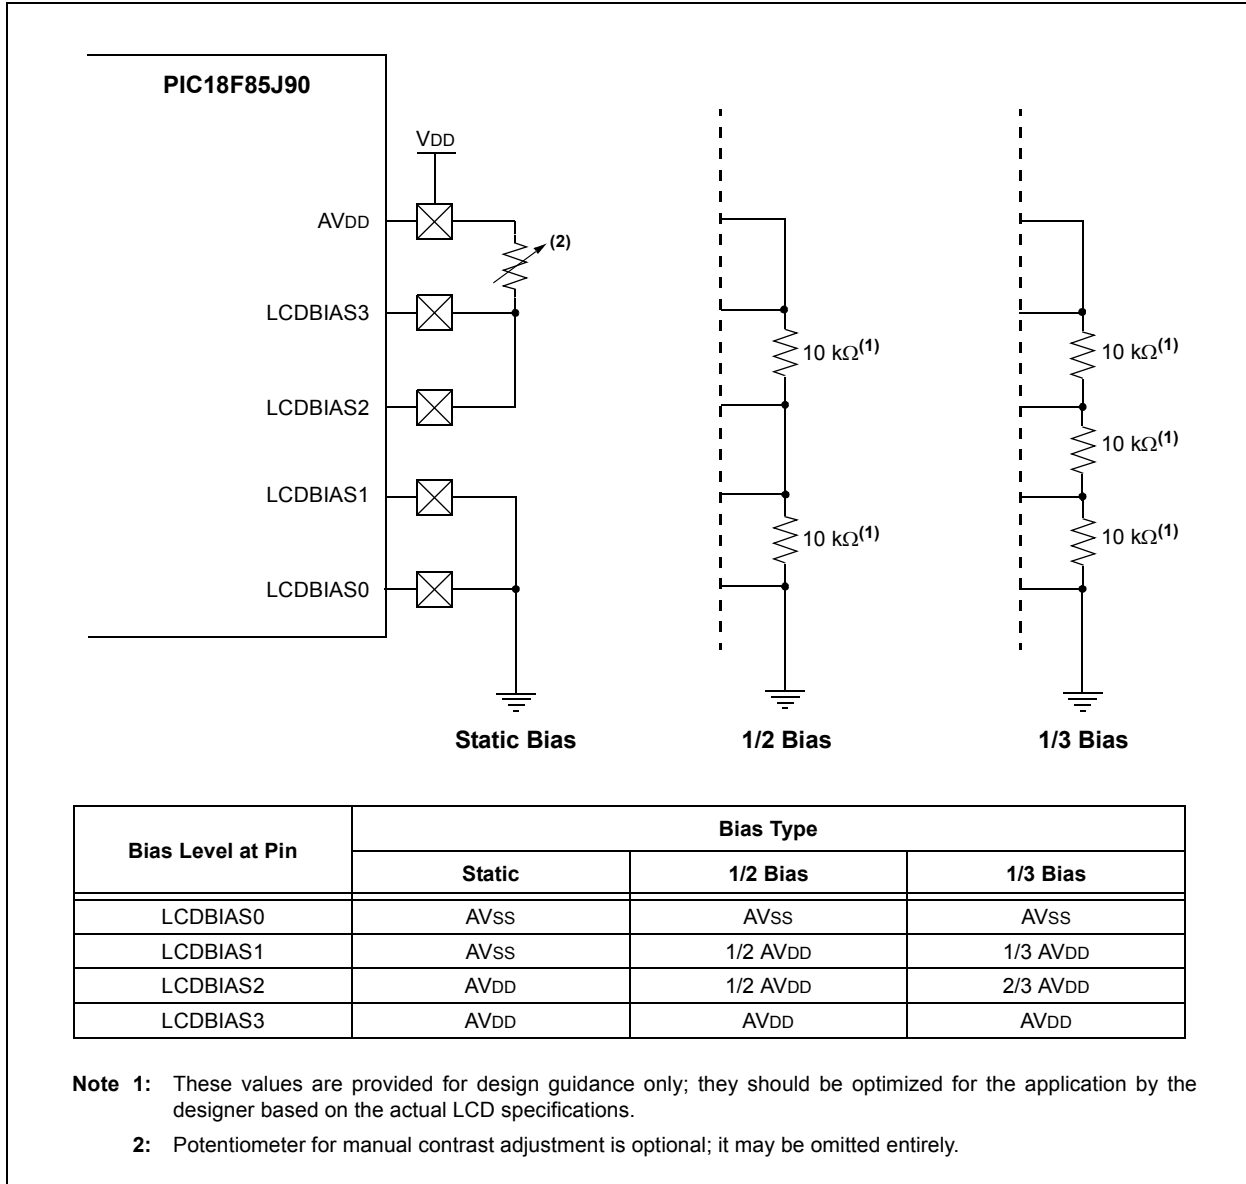 PIC18F85J90
VDD
AVDD
(2)
LCDBIAS3
10 kΩ(1)
10 kΩ(1)
LCDBIAS2
10 kΩ(1)
LCDBIAS1
10 kΩ(1)
10 kΩ(1)
LCDBIAS0
Static Bias
1/2 Bias
1/3 Bias
Bias Level at Pin
Bias Type
Static
1/2 Bias
1/3 Bias
LCDBIAS0
AVSS
AVSS
AVSS
LCDBIAS1
AVSS
1/2 AVDD
1/3 AVDD
LCDBIAS2
AVDD
1/2 AVDD
2/3 AVDD
LCDBIAS3
AVDD
AVDD
AVDD
Note 1: These values are provided for design guidance only; they should be optimized for the application by the
designer based on the actual LCD specifications.
2: Potentiometer for manual contrast adjustment is optional; it may be omitted entirely.